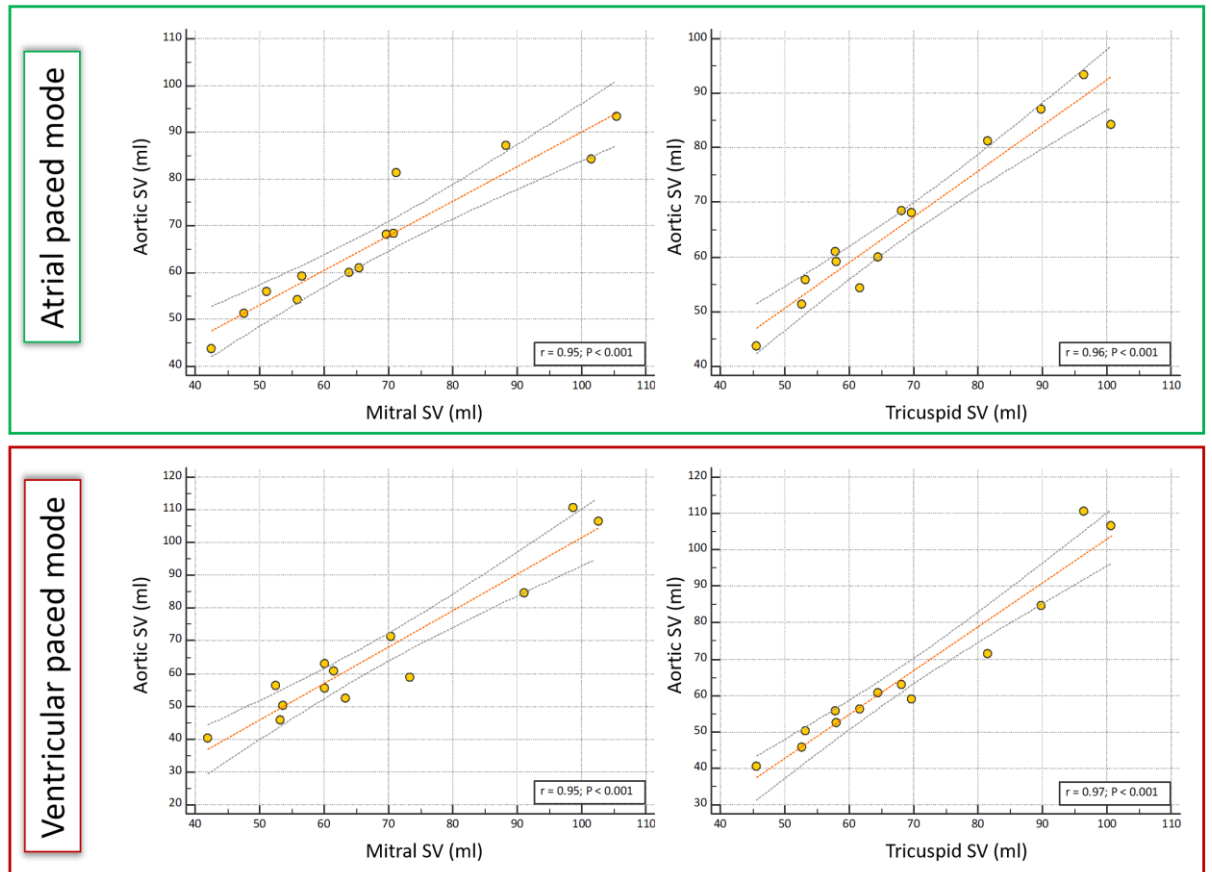 Atrial paced mode
Aortic SV (ml)
110
100
90
80
70
60
50
40
r = 0.95; P < 0.001
40 50 60 70 80 90 100 110
Mitral SV (ml)
Aortic SV (ml)
100
90
80
70
60
50
40
r = 0.96; P < 0.001
40 50 60 70 80 90 100 110
Tricuspid SV (ml)
Ventricular paced mode
Aortic SV (ml)
120
110
100
90
80
70
60
50
40
30
20
r = 0.95; P < 0.001
40 50 60 70 80 90 100 110
Mitral SV (ml)
Aortic SV (ml)
120
110
100
90
80
70
60
50
40
30
r = 0.97; P < 0.001
40 50 60 70 80 90 100 110
Tricuspid SV (ml)